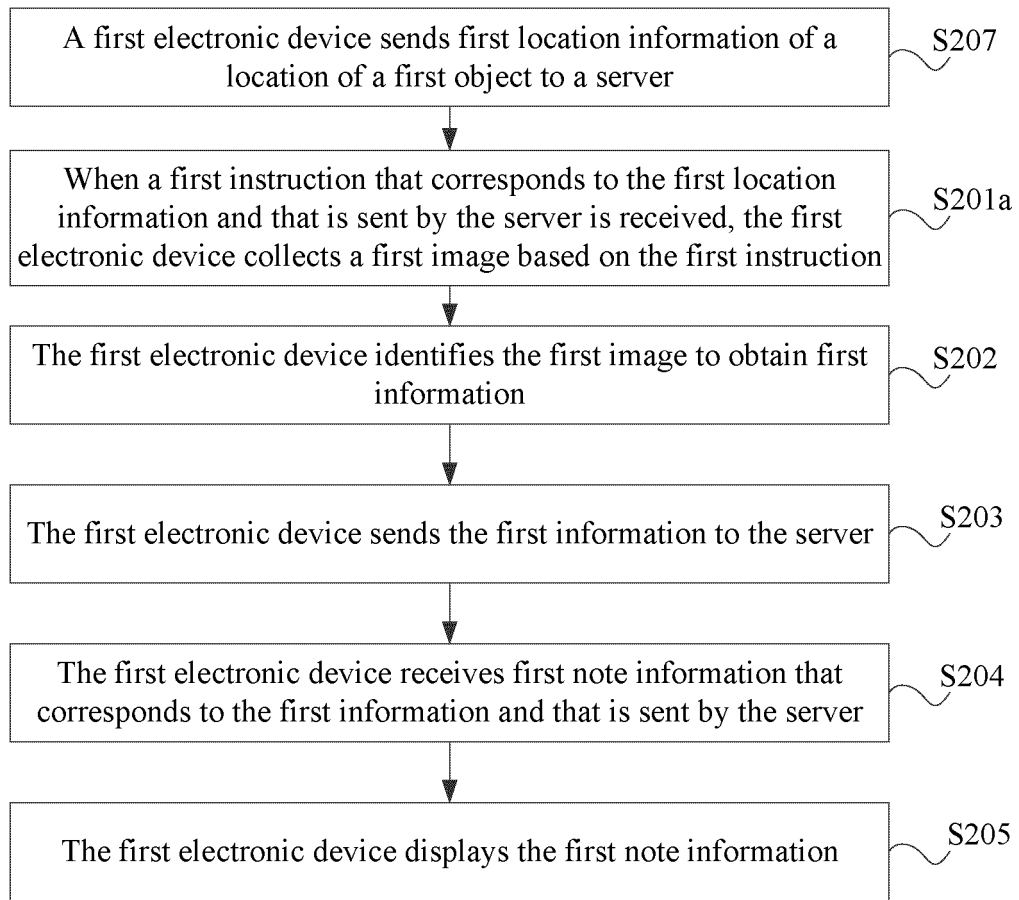 A first electronic device sends first location information of a
location of a first object to a server
S207
When a first instruction that corresponds to the first location
information and that is sent by the server is received, the first
electronic device collects a first image based on the first instruction
S201a
The first electronic device identifies the first image to obtain first
information
S202
The first electronic device sends the first information to the server
S203
The first electronic device receives first note information that
corresponds to the first information and that is sent by the server
S204
The first electronic device displays the first note information
S205